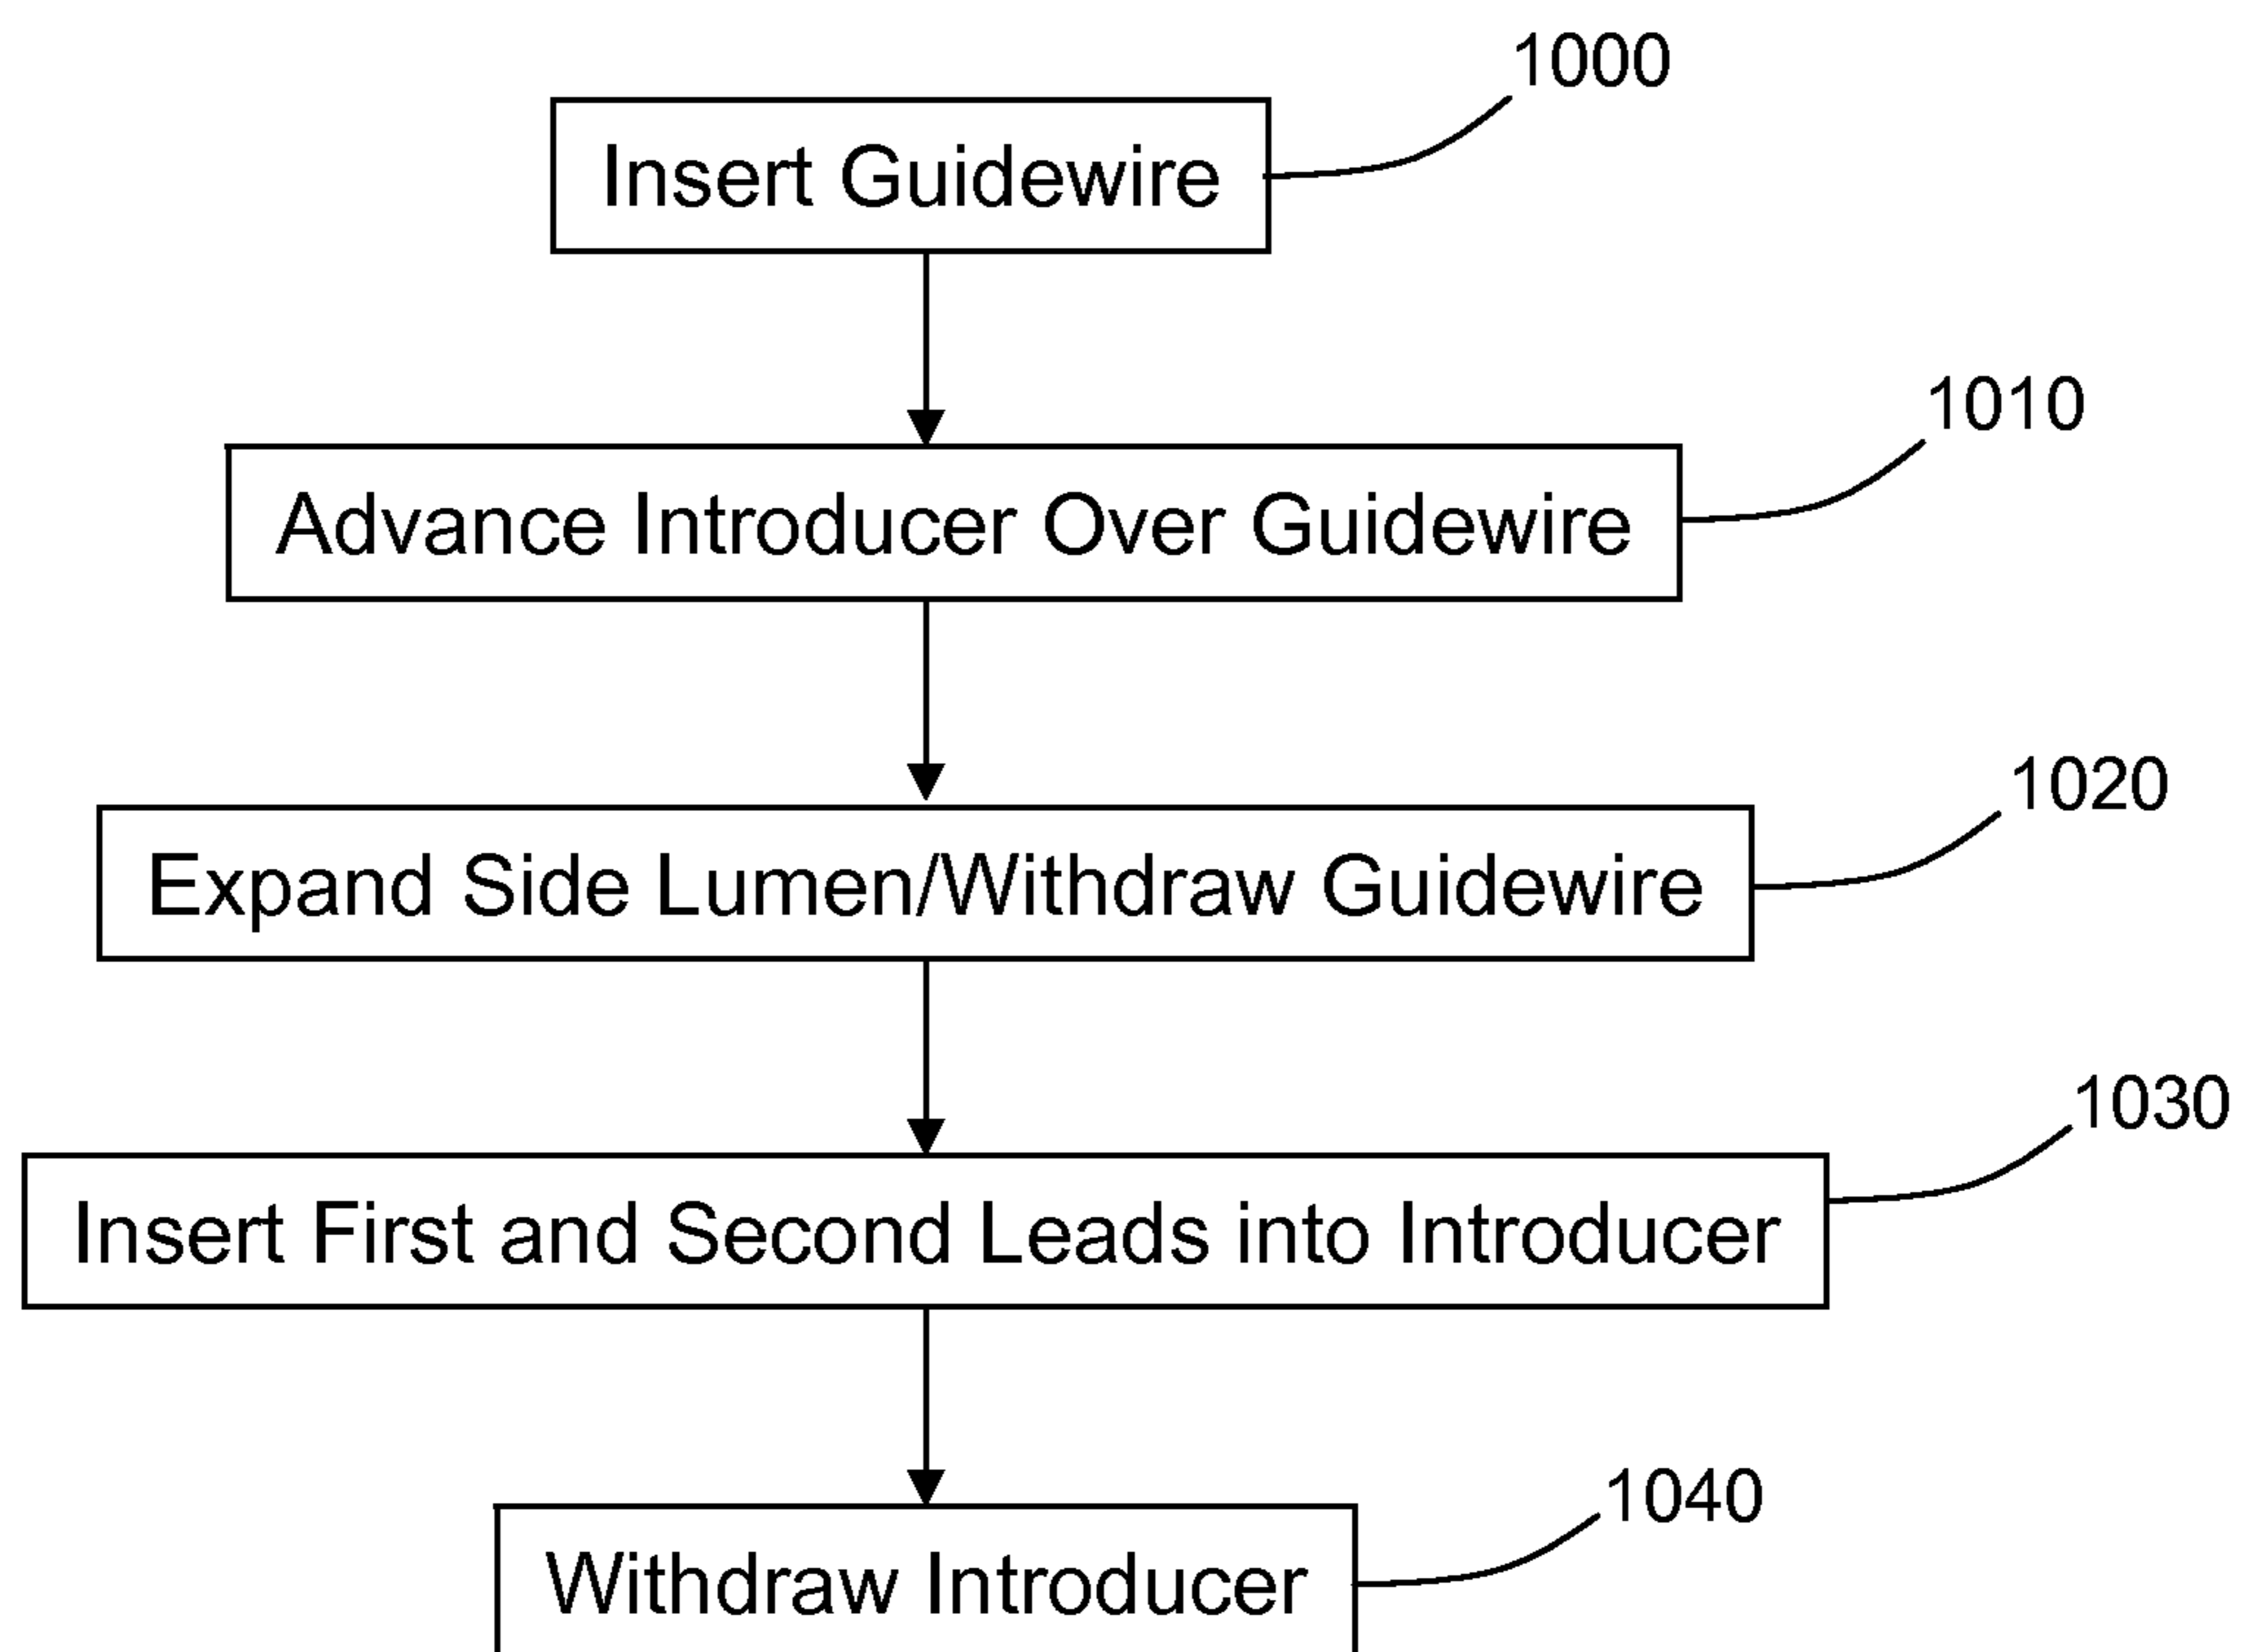 1000
Insert Guidewire
1010
Advance Introducer Over Guidewire
1020
Expand Side Lumen/Withdraw Guidewire
1030
Insert First and Second Leads into Introducer
1040
Withdraw Introducer